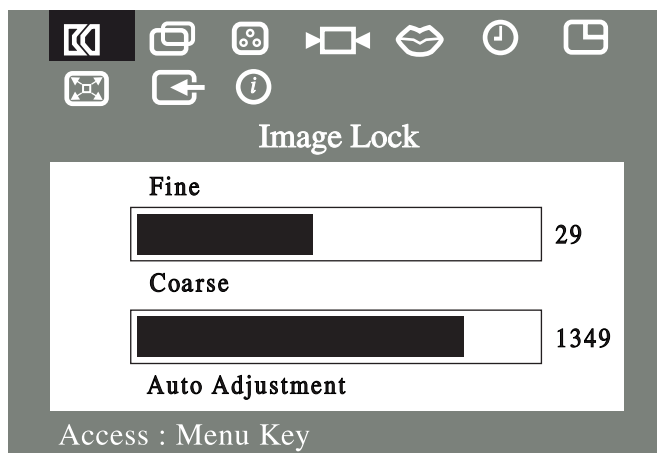 Image Lock
Fine
29
Coarse
1349
Auto Adjustment
Access : Menu Key